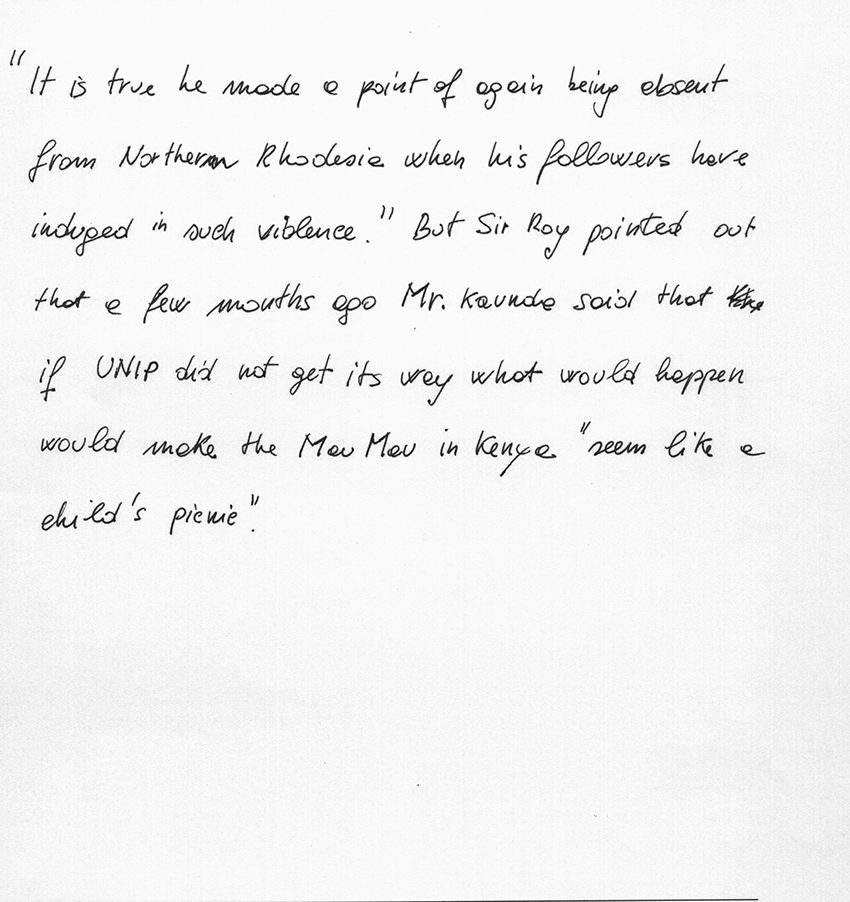 "It is true he made a point of again being absent
from Northern Rhodesia when his followers have
induged in such violence." But Sir Roy pointed out
that a few months ago Mr. Kaunda said that
if UNIP did not get its way what would happen
would make the Mau Mau in Kenya "seem like a
child's picnic".